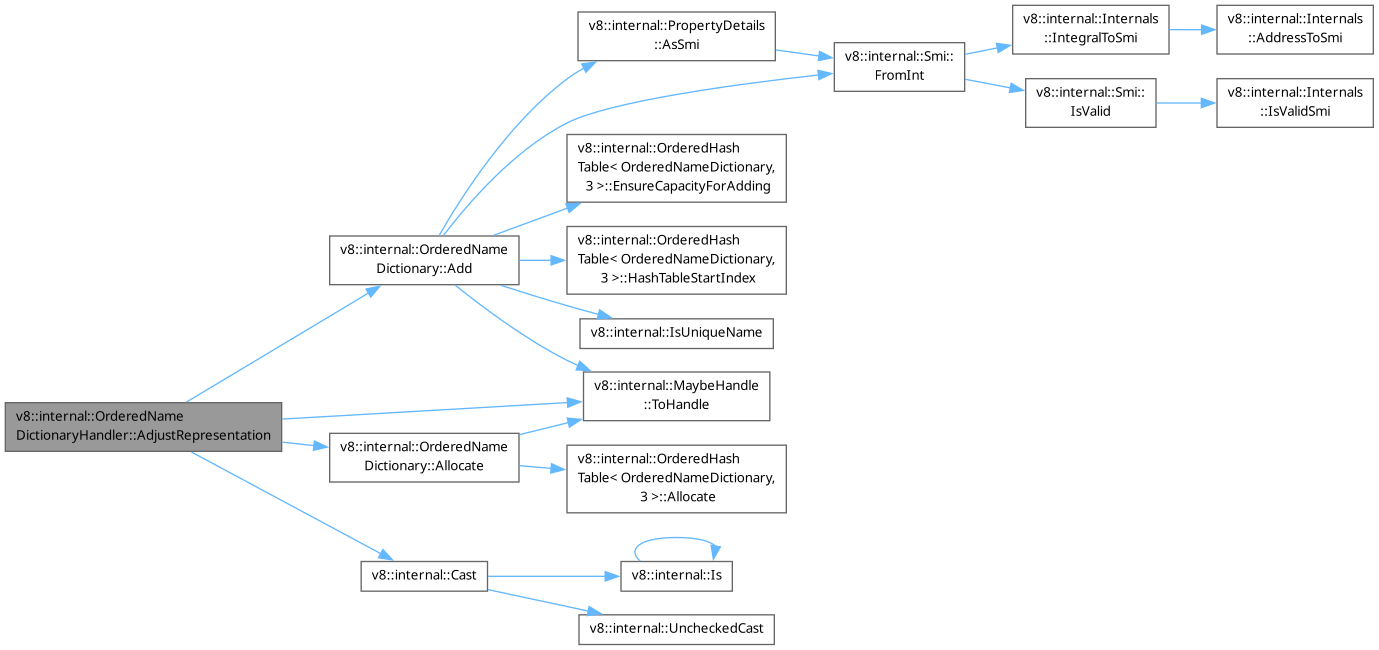 v8::internal::OrderedName
DictionaryHandler::AdjustRepresentation
v8::internal::OrderedName
Dictionary::Add
v8::internal::PropertyDetails
::AsSmi
v8::internal::Smi::
FromInt
v8::internal::Internals
::IntegralToSmi
v8::internal::Internals
::AddressToSmi
v8::internal::Smi::
IsValid
v8::internal::Internals
::IsValidSmi
v8::internal::OrderedHash
Table< OrderedNameDictionary,
3 >::EnsureCapacityForAdding
v8::internal::OrderedHash
Table< OrderedNameDictionary,
3 >::HashTableStartIndex
v8::internal::IsUniqueName
v8::internal::MaybeHandle
::ToHandle
v8::internal::OrderedName
Dictionary::Allocate
v8::internal::OrderedHash
Table< OrderedNameDictionary,
3 >::Allocate
v8::internal::Cast
v8::internal::Is
v8::internal::UncheckedCast